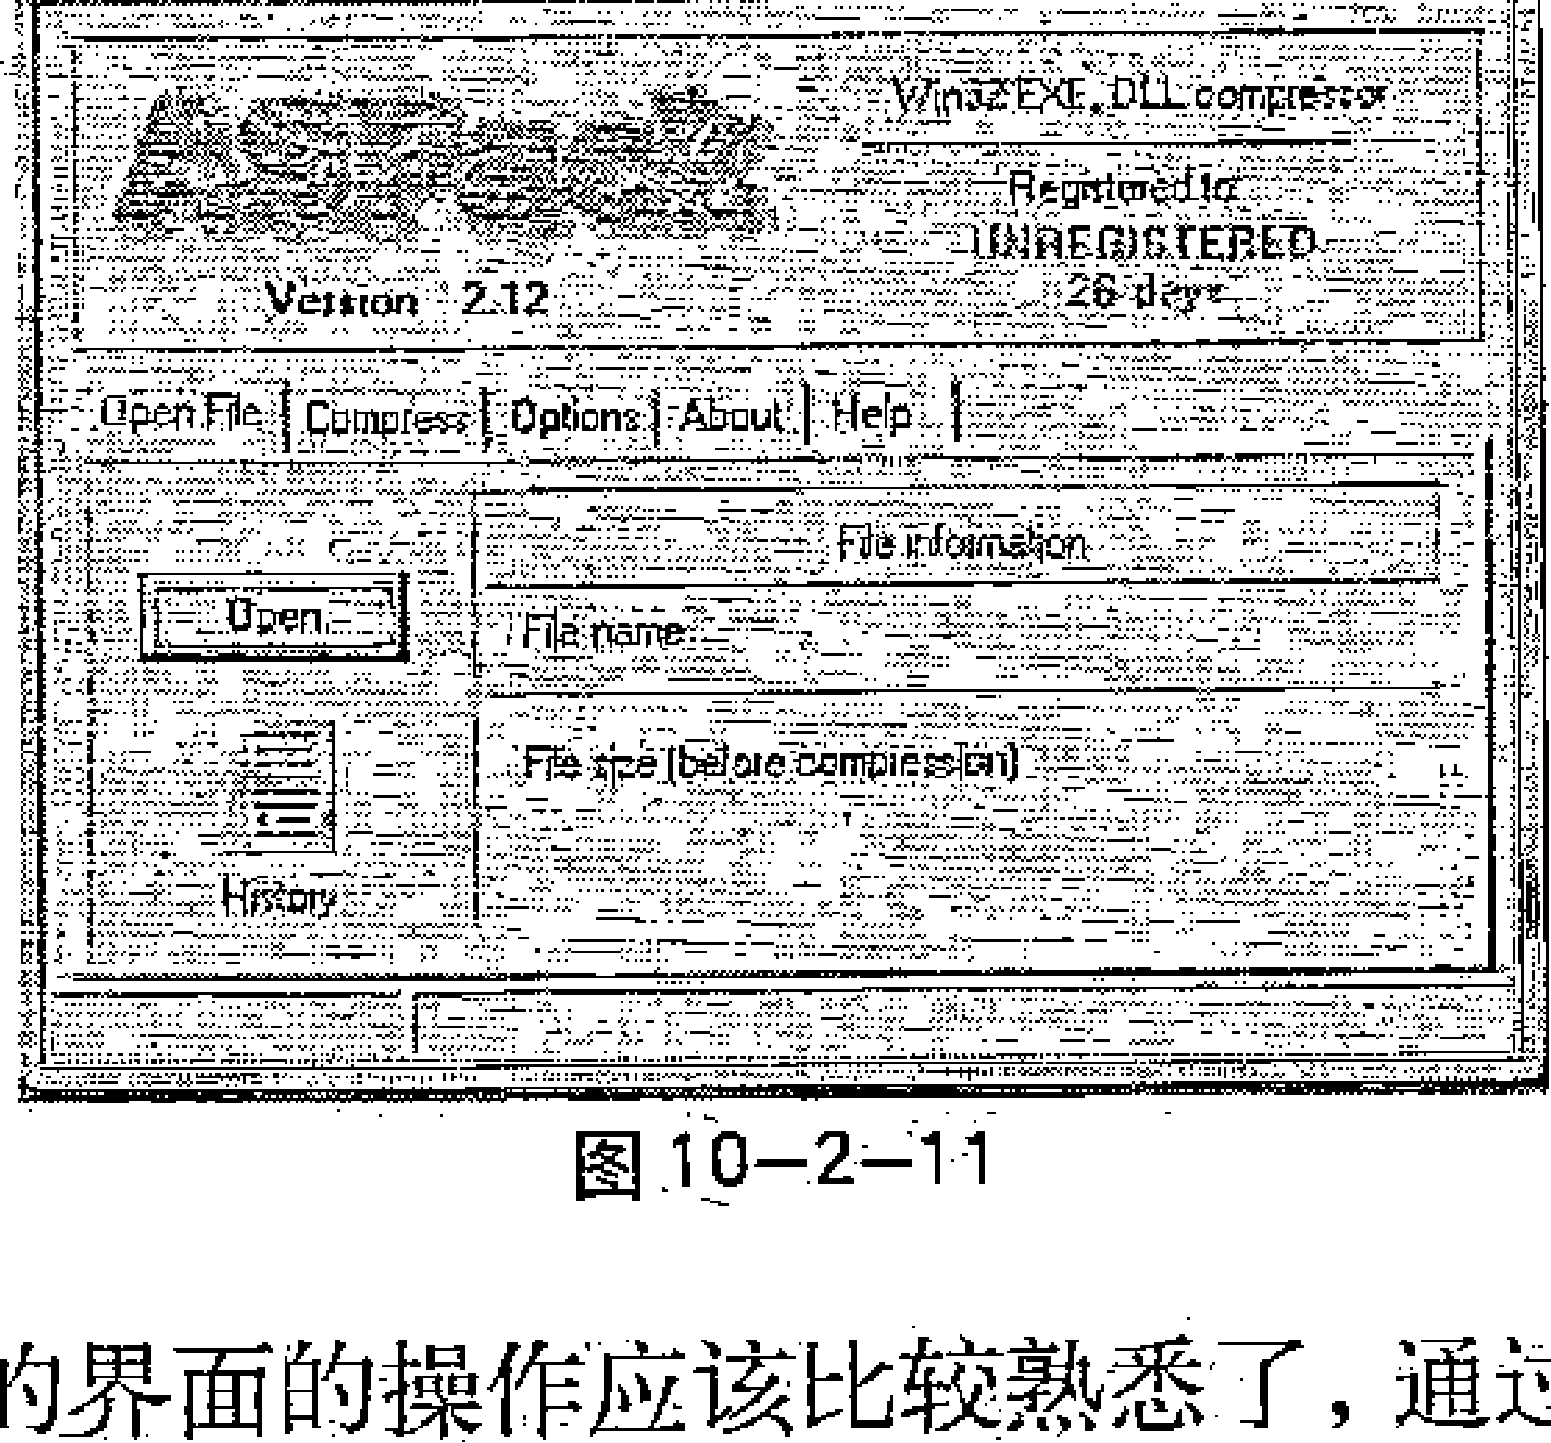 ASPack
Version 2.12
Win32 EXE, DLL compressor
Registered to
UNREGISTERED
26 days
Open File
Compress
Options
About
Help
Open
History
File information
File name
File size (before compression)
图 10-2-11
的界面的操作应该比较熟悉了，通过